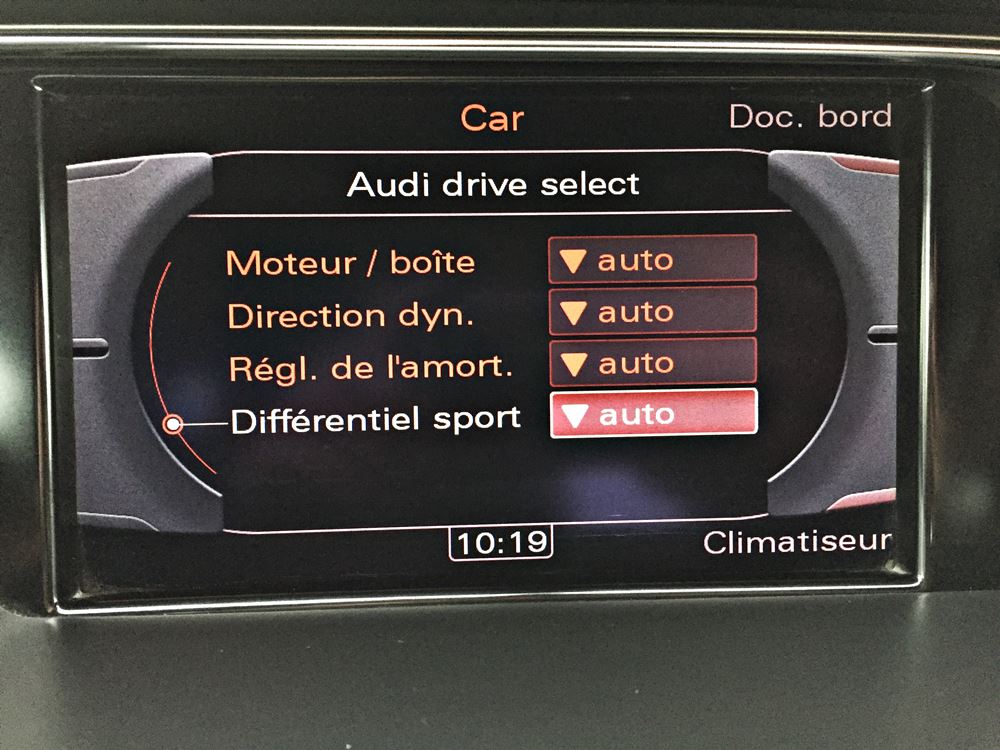 Car
Doc. bord
Audi drive select
Moteur / boîte ▼ auto
Direction dyn. ▼ auto
Régl. de l'amort. ▼ auto
Différentiel sport ▼ auto
10:19
Climatiseur